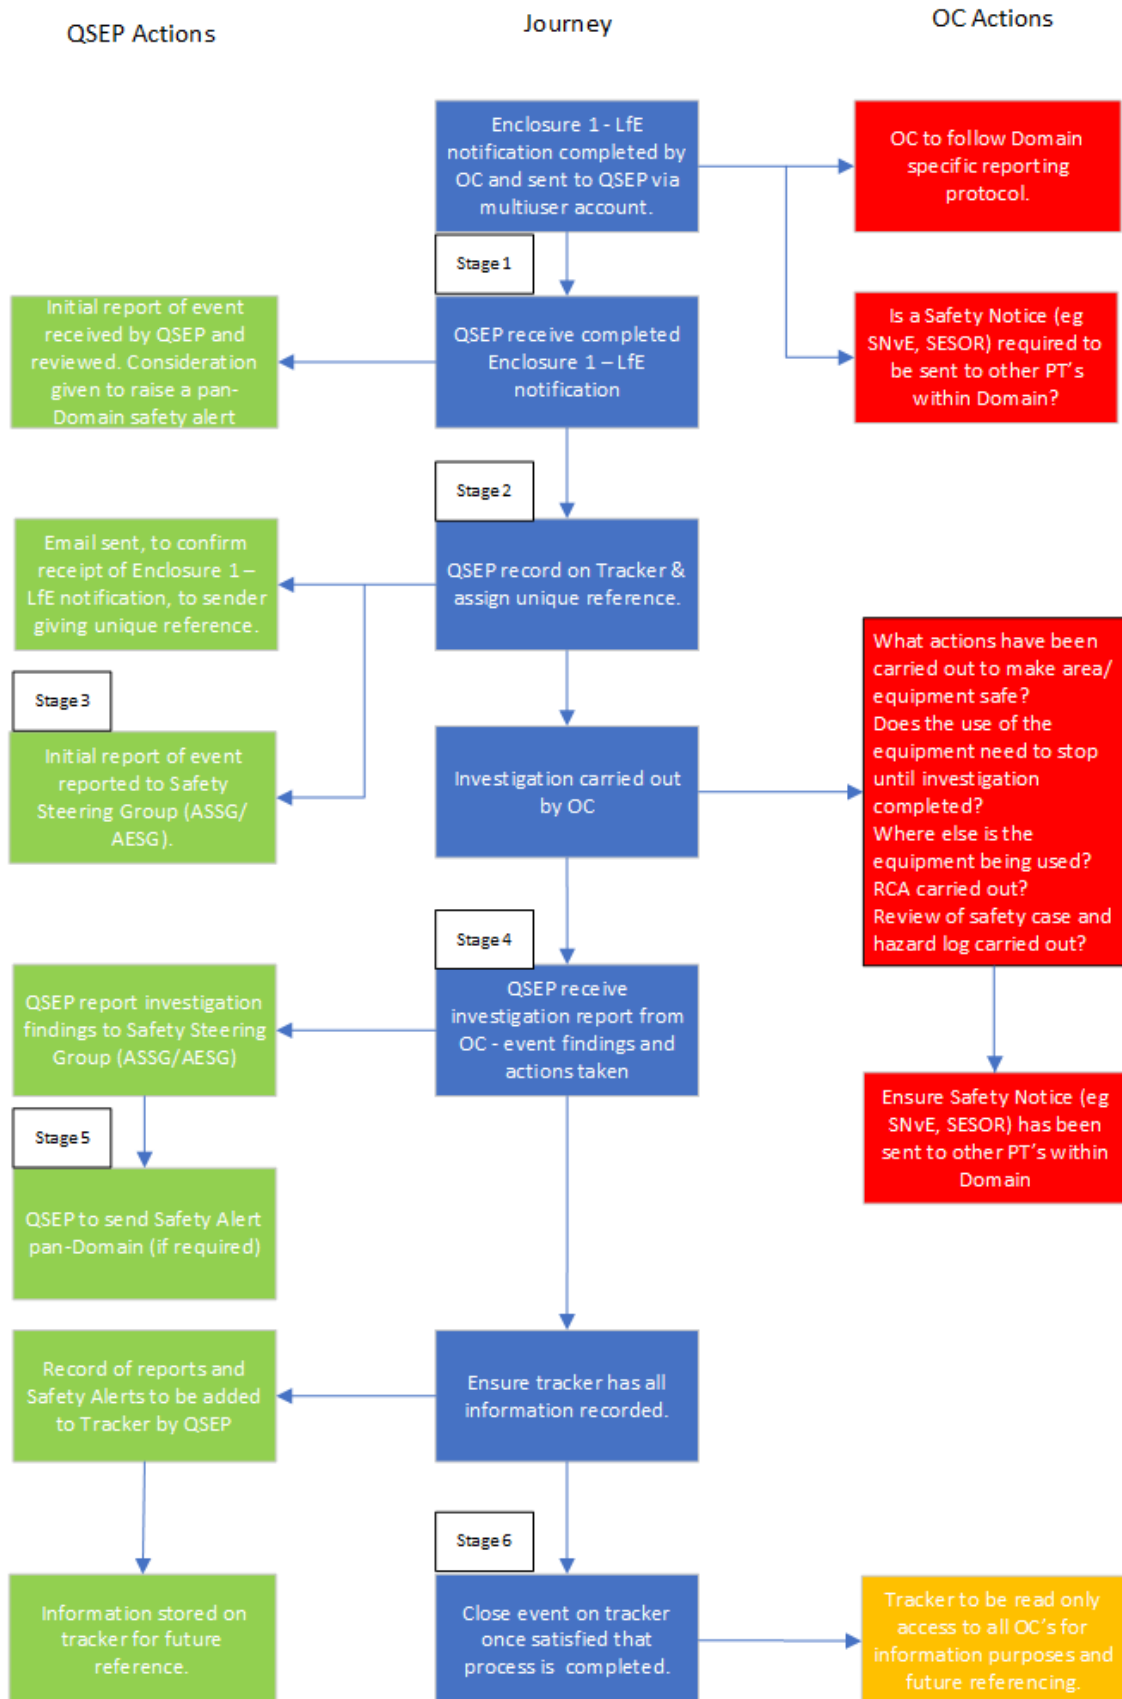 QSEP Actions
Journey
OC Actions
Enclosure 1 - LfE
notification completed by
OC and sent to QSEP via
multiuser account.
OC to follow Domain
specific reporting
protocol.
Stage 1
Initial report of event
received by QSEP and
reviewed. Consideration
given to raise a pan-
Domain safety alert
QSEP receive completed
Enclosure 1 – LfE
notification
Is a Safety Notice (eg
SNvE, SESOR) required to
be sent to other PT's
within Domain?
Stage 2
Email sent, to confirm
receipt of Enclosure 1 –
LfE notification, to sender
giving unique reference.
QSEP record on Tracker &
assign unique reference.
Stage 3
Initial report of event
reported to Safety
Steering Group (ASSG/
AESG).
Investigation carried out
by OC
What actions have been
carried out to make area/
equipment safe?
Does the use of the
equipment need to stop
until investigation
completed?
Where else is the
equipment being used?
RCA carried out?
Review of safety case and
hazard log carried out?
Stage 4
QSEP report investigation
findings to Safety Steering
Group (ASSG/AESG)
QSEP receive
investigation report from
OC - event findings and
actions taken
Ensure Safety Notice (eg
SNvE, SESOR) has been
sent to other PT's within
Domain
Stage 5
QSEP to send Safety Alert
pan-Domain (if required)
Record of reports and
Safety Alerts to be added
to Tracker by QSEP
Ensure tracker has all
information recorded.
Stage 6
Information stored on
tracker for future
reference.
Close event on tracker
once satisfied that
process is completed.
Tracker to be read only
access to all OC's for
information purposes and
future referencing.